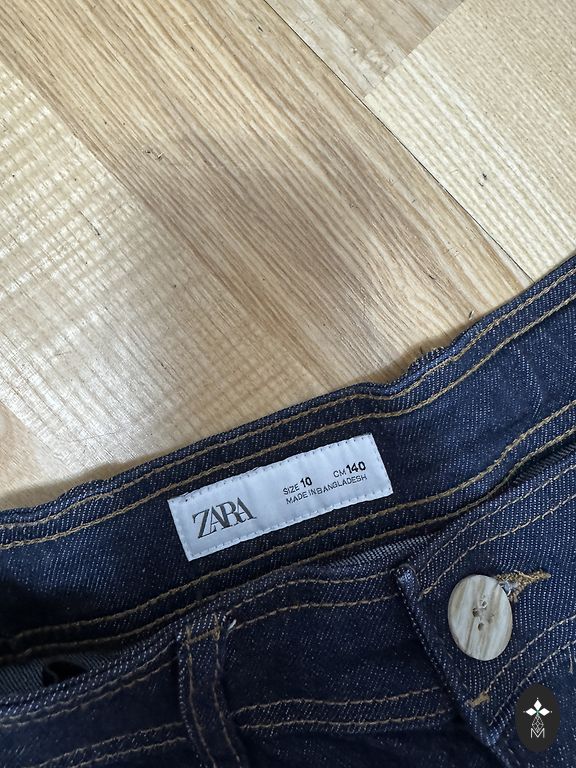 ZARA
SIZE 10 CM 140
MADE IN BANGLADESH
M